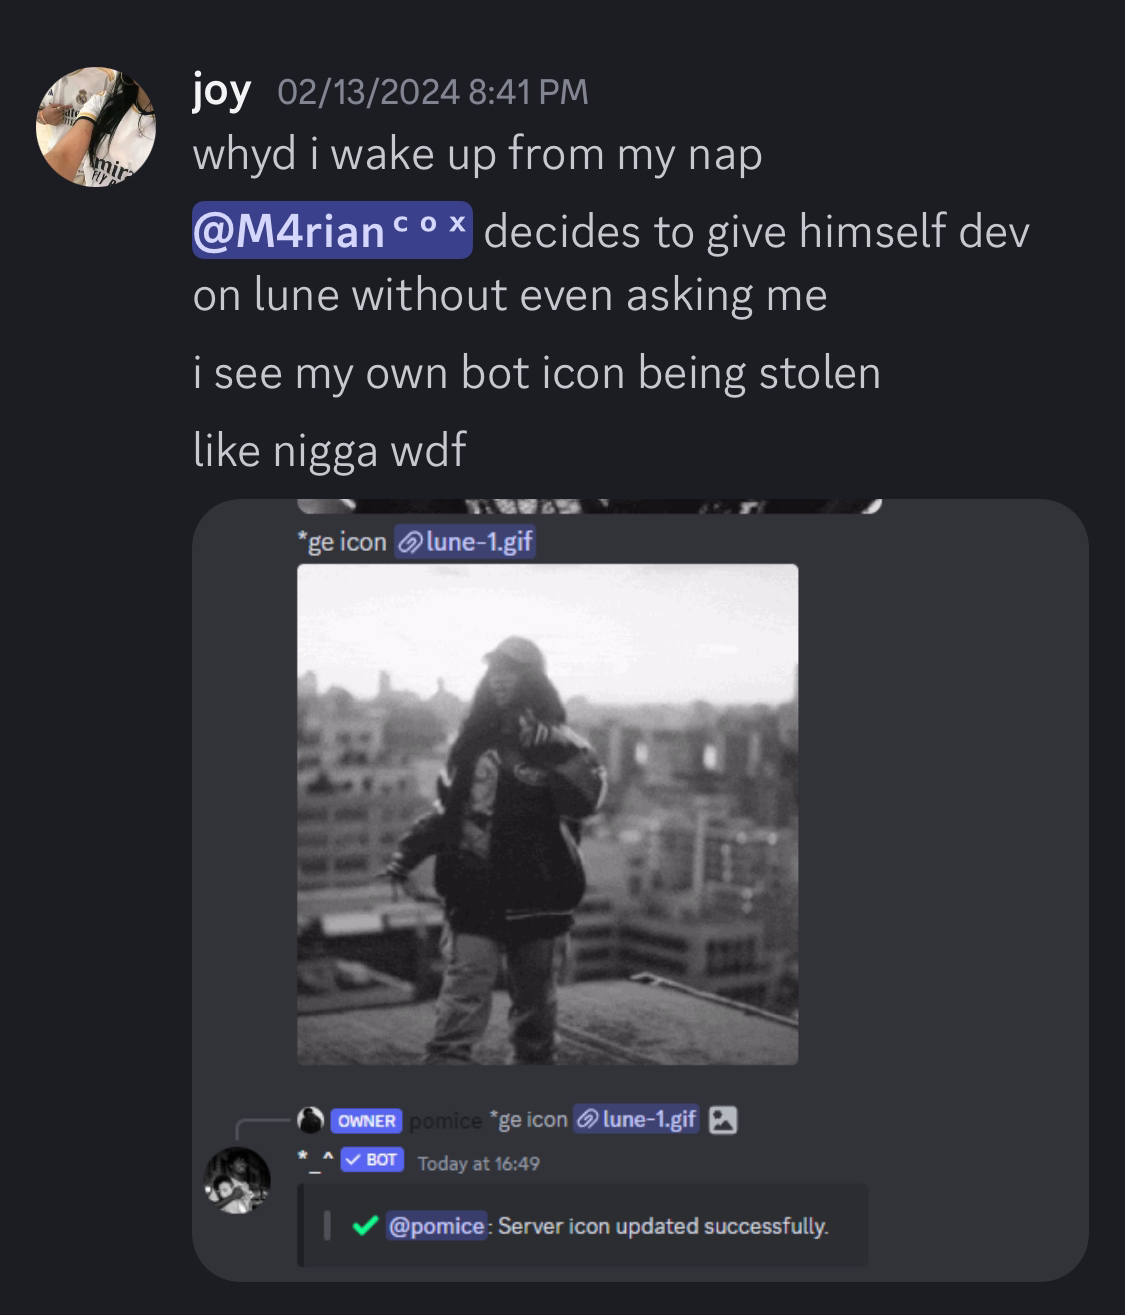 joy 02/13/2024 8:41 PM
whyd i wake up from my nap
@M4rian ᶜ ᵒ ˣ decides to give himself dev
on lune without even asking me
i see my own bot icon being stolen
like nigga wdf
*ge icon lune-1.gif
OWNER pomice *ge icon lune-1.gif
*_^ BOT Today at 16:49
@pomice: Server icon updated successfully.